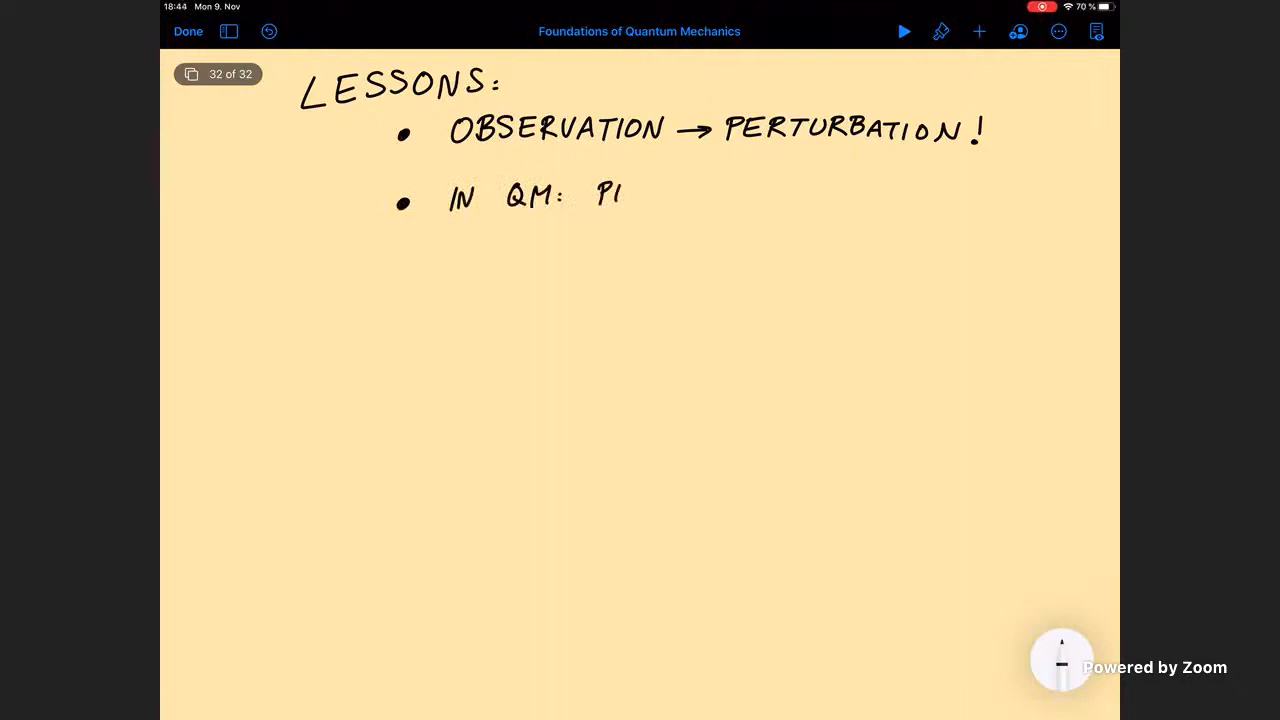 18:44 Mon 9. Nov 70 %
Done Foundations of Quantum Mechanics
32 of 32
LESSONS:
• OBSERVATION → PERTURBATION!
• IN QM: PI
Powered by Zoom